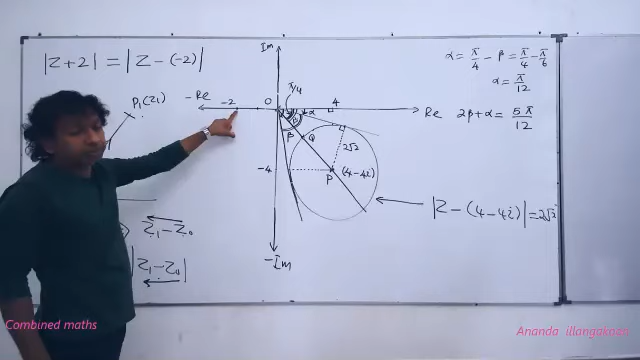 |Z+2| = |Z-(-2)|
Im
α = π/4 - β = π/4 - π/6
α = π/12
2β+α = 5π/12
π/4
P₁(Z₁)
-Re
-2
O
α
4
Re
β
β
Q
2√2
-4
P
(4-4i)
|Z-(4-4i)|=2√2
Z₁-Z₀
|Z₁-Z₀|
-Im
Combined maths
Ananda illangakoon